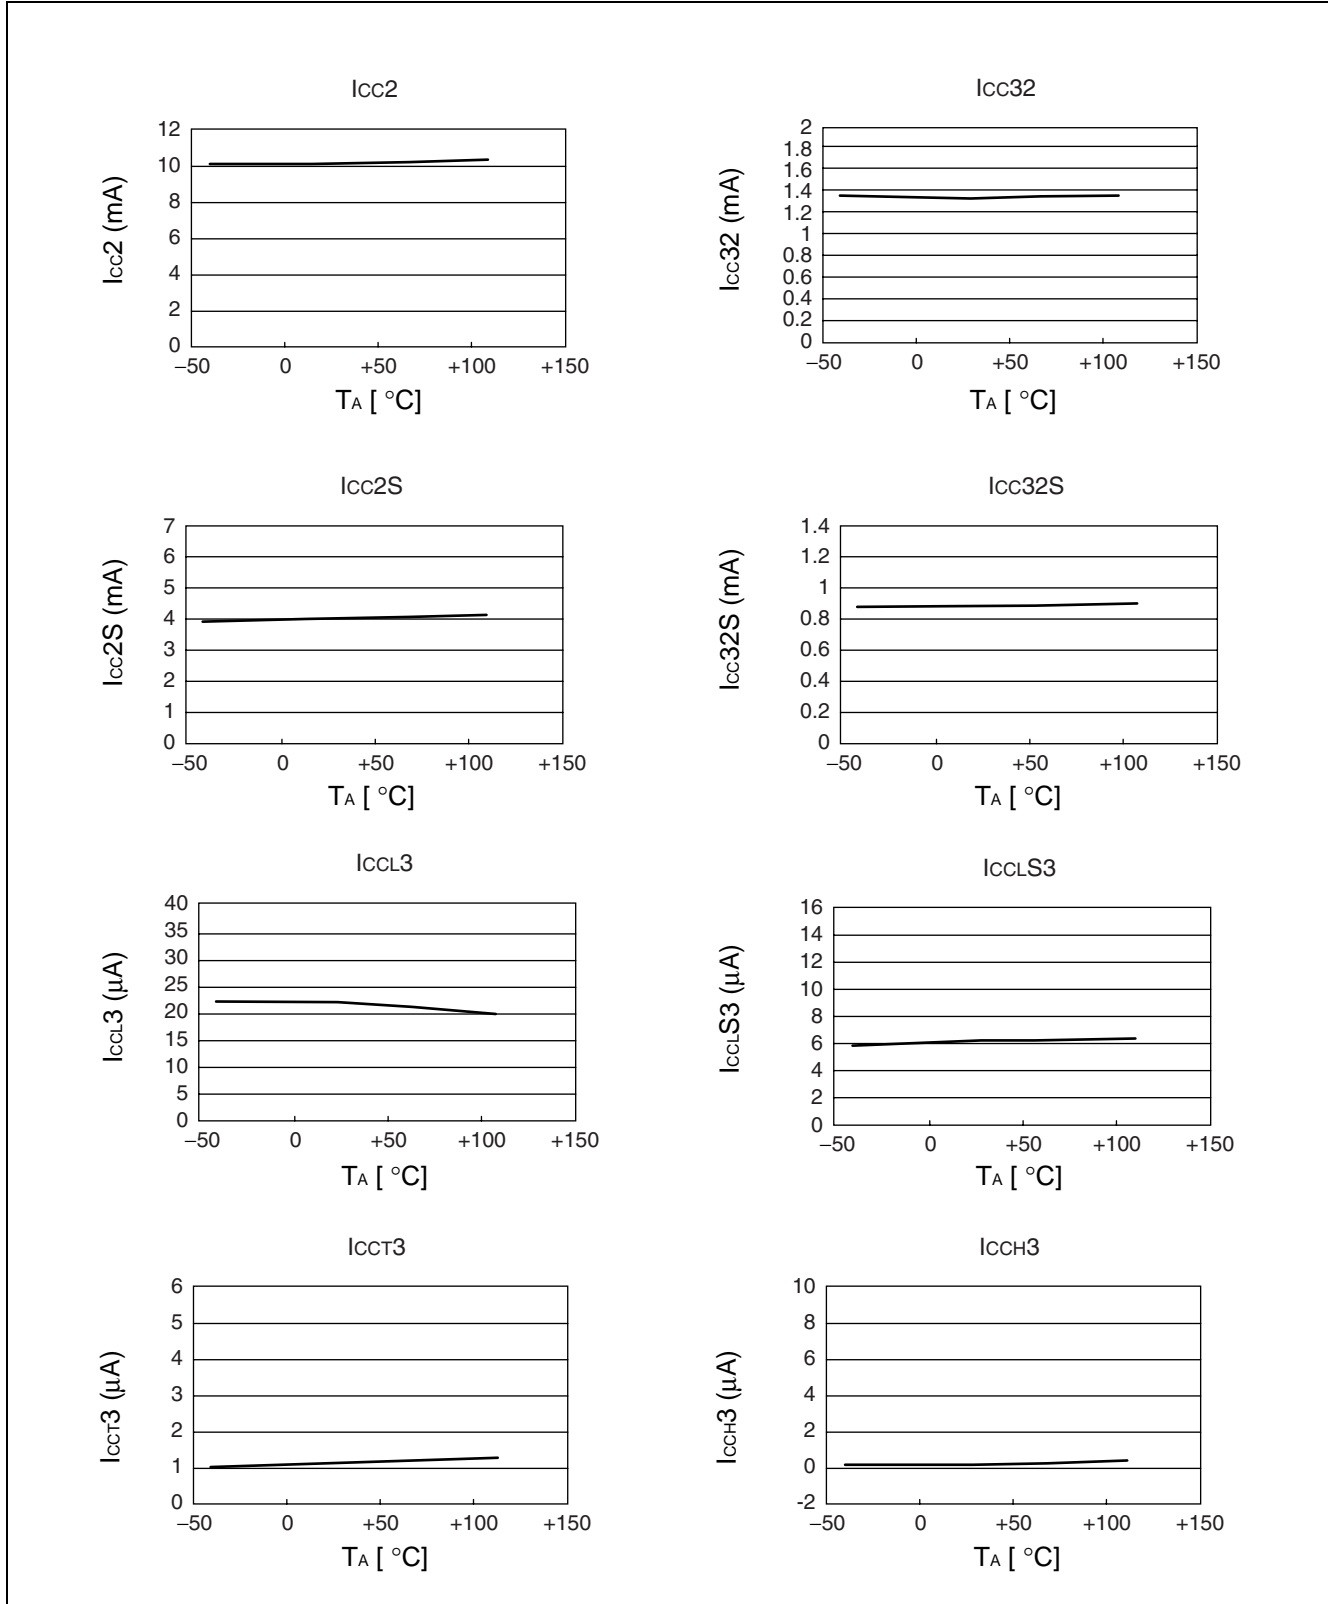 Icc2
Icc2 (mA)
12
10
8
6
4
2
0
−50 0 +50 +100 +150
TA [ °C]
Icc32
Icc32 (mA)
2
1.8
1.6
1.4
1.2
1
0.8
0.6
0.4
0.2
0
−50 0 +50 +100 +150
TA [ °C]
Icc2S
Icc2S (mA)
7
6
5
4
3
2
1
0
−50 0 +50 +100 +150
TA [ °C]
Icc32S
Icc32S (mA)
1.4
1.2
1
0.8
0.6
0.4
0.2
0
−50 0 +50 +100 +150
TA [ °C]
ICCL3
ICCL3 (μA)
40
35
30
25
20
15
10
5
0
−50 0 +50 +100 +150
TA [ °C]
ICCLS3
ICCLS3 (μA)
16
14
12
10
8
6
4
2
0
−50 0 +50 +100 +150
TA [ °C]
ICCT3
ICCT3 (μA)
6
5
4
3
2
1
0
−50 0 +50 +100 +150
TA [ °C]
ICCH3
ICCH3 (μA)
10
8
6
4
2
0
-2
−50 0 +50 +100 +150
TA [ °C]